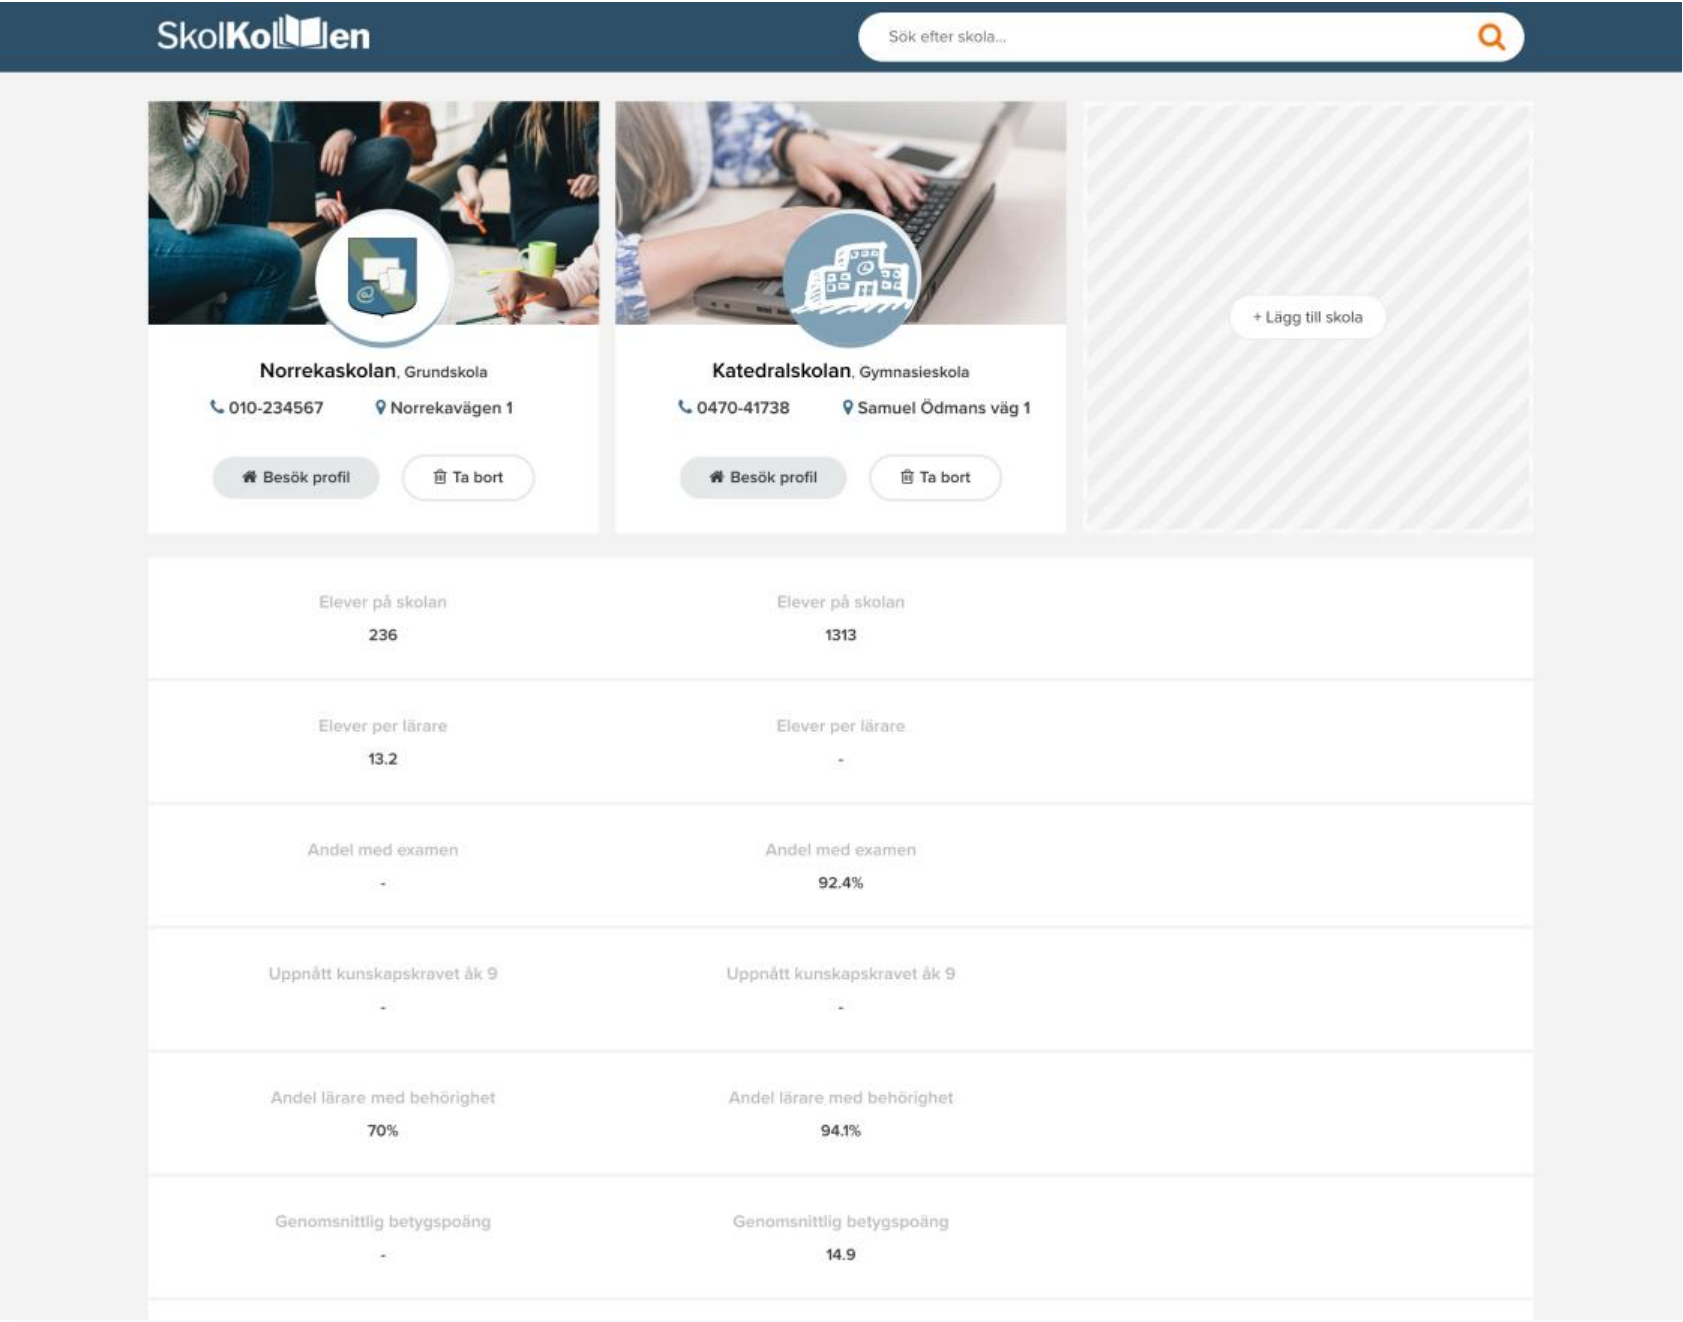 SkolKollen
Sök efter skola...
Norrekaskolan, Grundskola
010-234567 Norrekavägen 1
Besök profil Ta bort
Katedralskolan, Gymnasieskola
0470-41738 Samuel Ödmans väg 1
Besök profil Ta bort
+ Lägg till skola
Elever på skolan Elever på skolan
236 1313
Elever per lärare Elever per lärare
13.2 -
Andel med examen Andel med examen
- 92.4%
Uppnått kunskapskravet åk 9 Uppnått kunskapskravet åk 9
- -
Andel lärare med behörighet Andel lärare med behörighet
70% 94.1%
Genomsnittlig betygspoäng Genomsnittlig betygspoäng
- 14.9